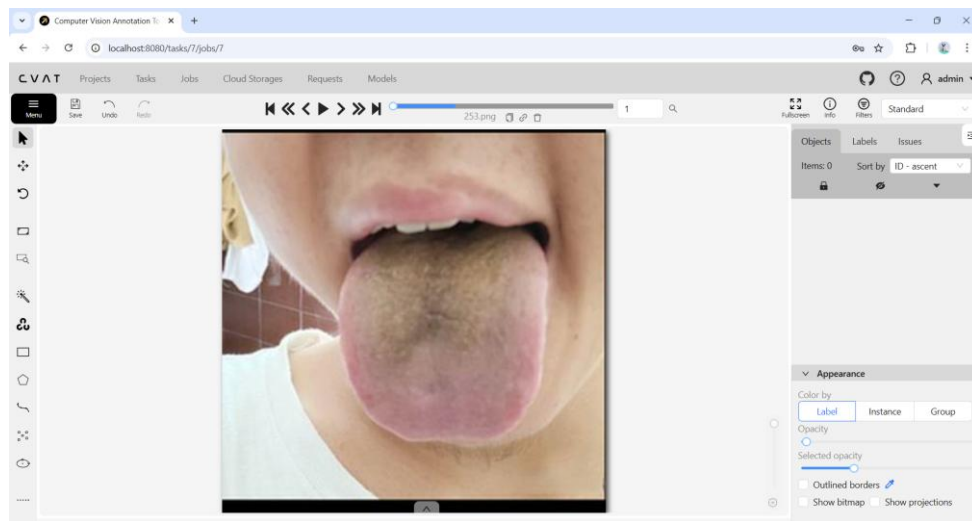 Computer Vision Annotation To
localhost:8080/tasks/7/jobs/7
CVAT Projects Tasks Jobs Cloud Storages Requests Models admin
Menu Save Undo Redo 253.png 1 Fullscreen Info Filters Standard
Objects Labels Issues
Items: 0 Sort by ID - ascent
Appearance
Color by
Label Instance Group
Opacity
Selected opacity
Outlined borders
Show bitmap Show projections